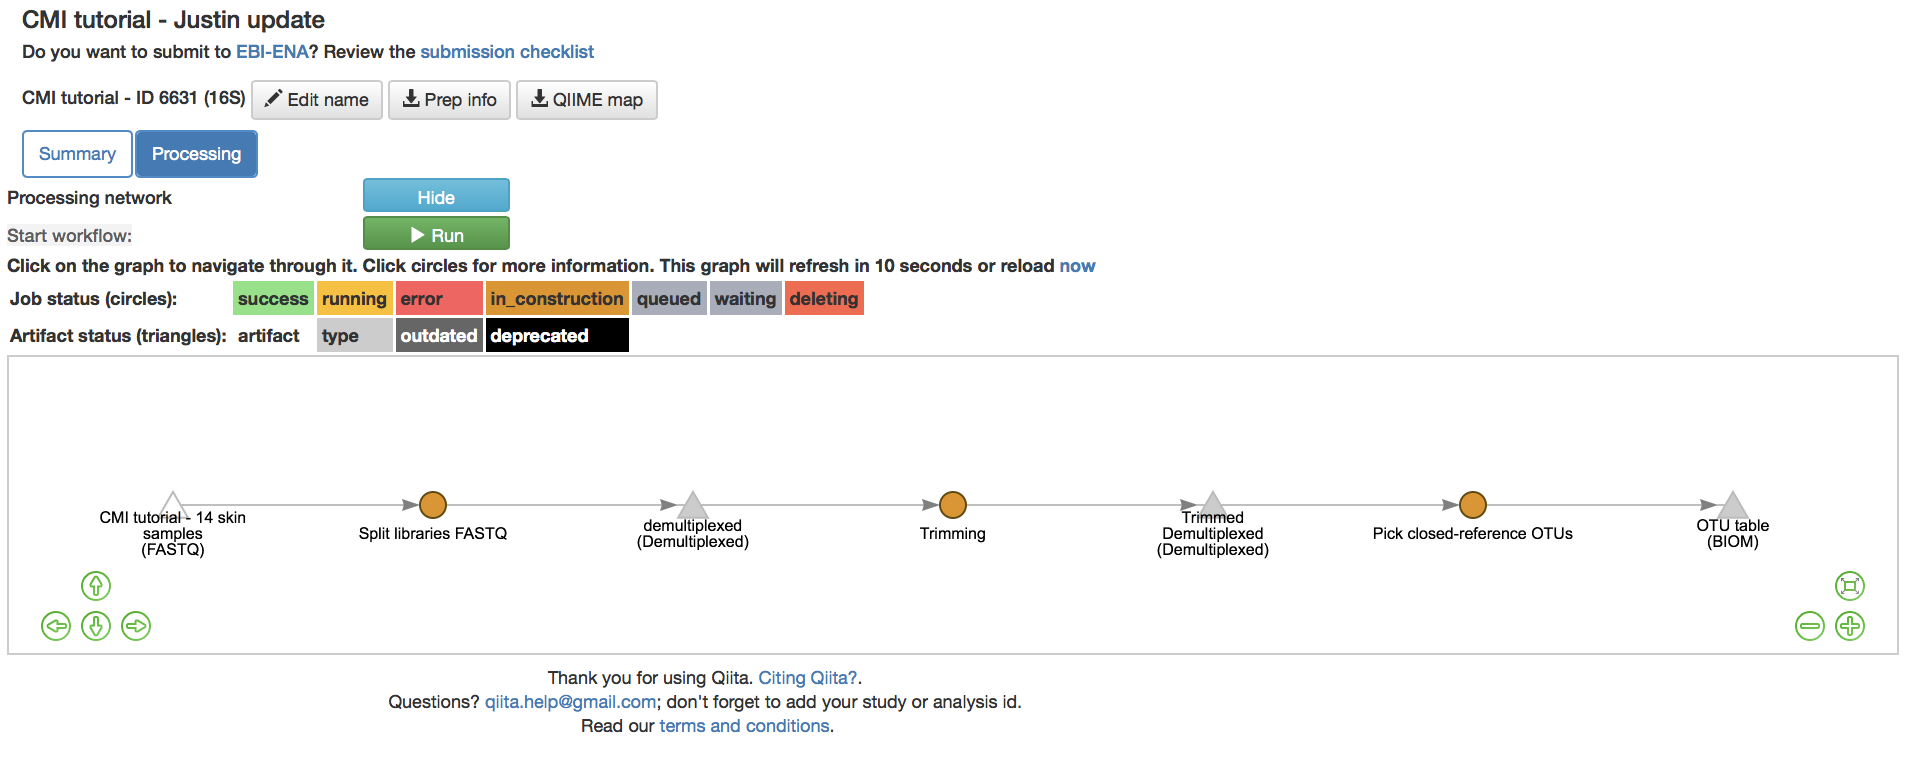 CMI tutorial - Justin update
Do you want to submit to EBI-ENA? Review the submission checklist
CMI tutorial - ID 6631 (16S) Edit name Prep info QIIME map
Summary Processing
Processing network Hide
Start workflow: Run
Click on the graph to navigate through it. Click circles for more information. This graph will refresh in 10 seconds or reload now
Job status (circles): success running error in_construction queued waiting deleting
Artifact status (triangles): artifact type outdated deprecated
CMI tutorial - 14 skin
samples
(FASTQ)
Split libraries FASTQ
demultiplexed
(Demultiplexed)
Trimming
Trimmed
Demultiplexed
(Demultiplexed)
Pick closed-reference OTUs
OTU table
(BIOM)
Thank you for using Qiita. Citing Qiita?.
Questions? qiita.help@gmail.com; don't forget to add your study or analysis id.
Read our terms and conditions.